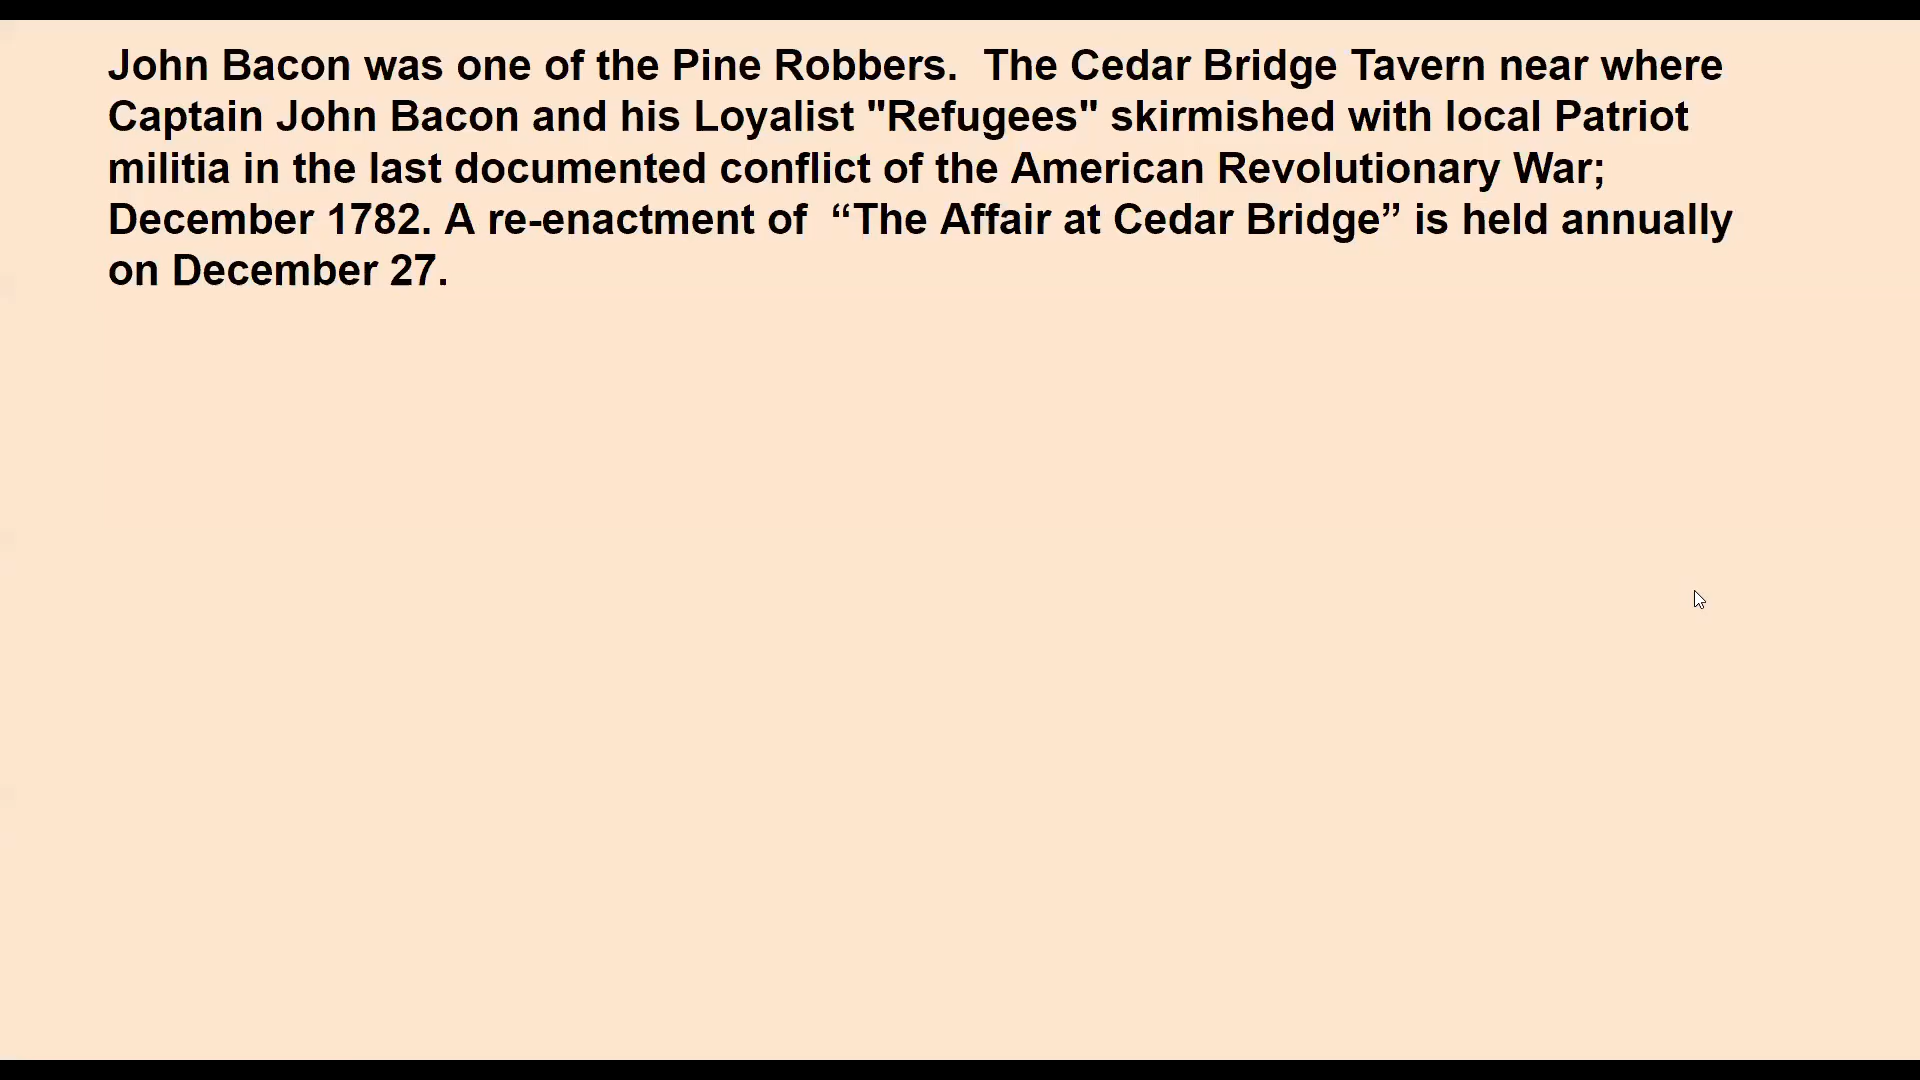 John Bacon was one of the Pine Robbers.  The Cedar Bridge Tavern near where
Captain John Bacon and his Loyalist "Refugees" skirmished with local Patriot
militia in the last documented conflict of the American Revolutionary War;
December 1782. A re-enactment of  “The Affair at Cedar Bridge” is held annually
on December 27.